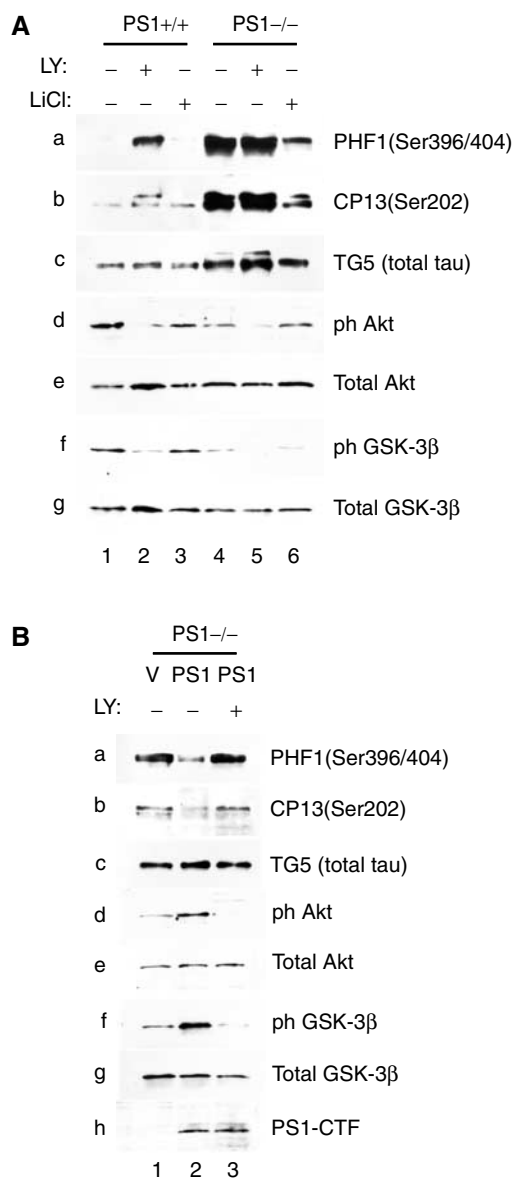 A
PS1+/+ PS1−/−
LY: − + − − + −
LiCl: − − + − − +
a PHF1(Ser396/404)
b CP13(Ser202)
c TG5 (total tau)
d ph Akt
e Total Akt
f ph GSK-3β
g Total GSK-3β
1 2 3 4 5 6
B
PS1−/−
V PS1 PS1
LY: − − +
a PHF1(Ser396/404)
b CP13(Ser202)
c TG5 (total tau)
d ph Akt
e Total Akt
f ph GSK-3β
g Total GSK-3β
h PS1-CTF
1 2 3